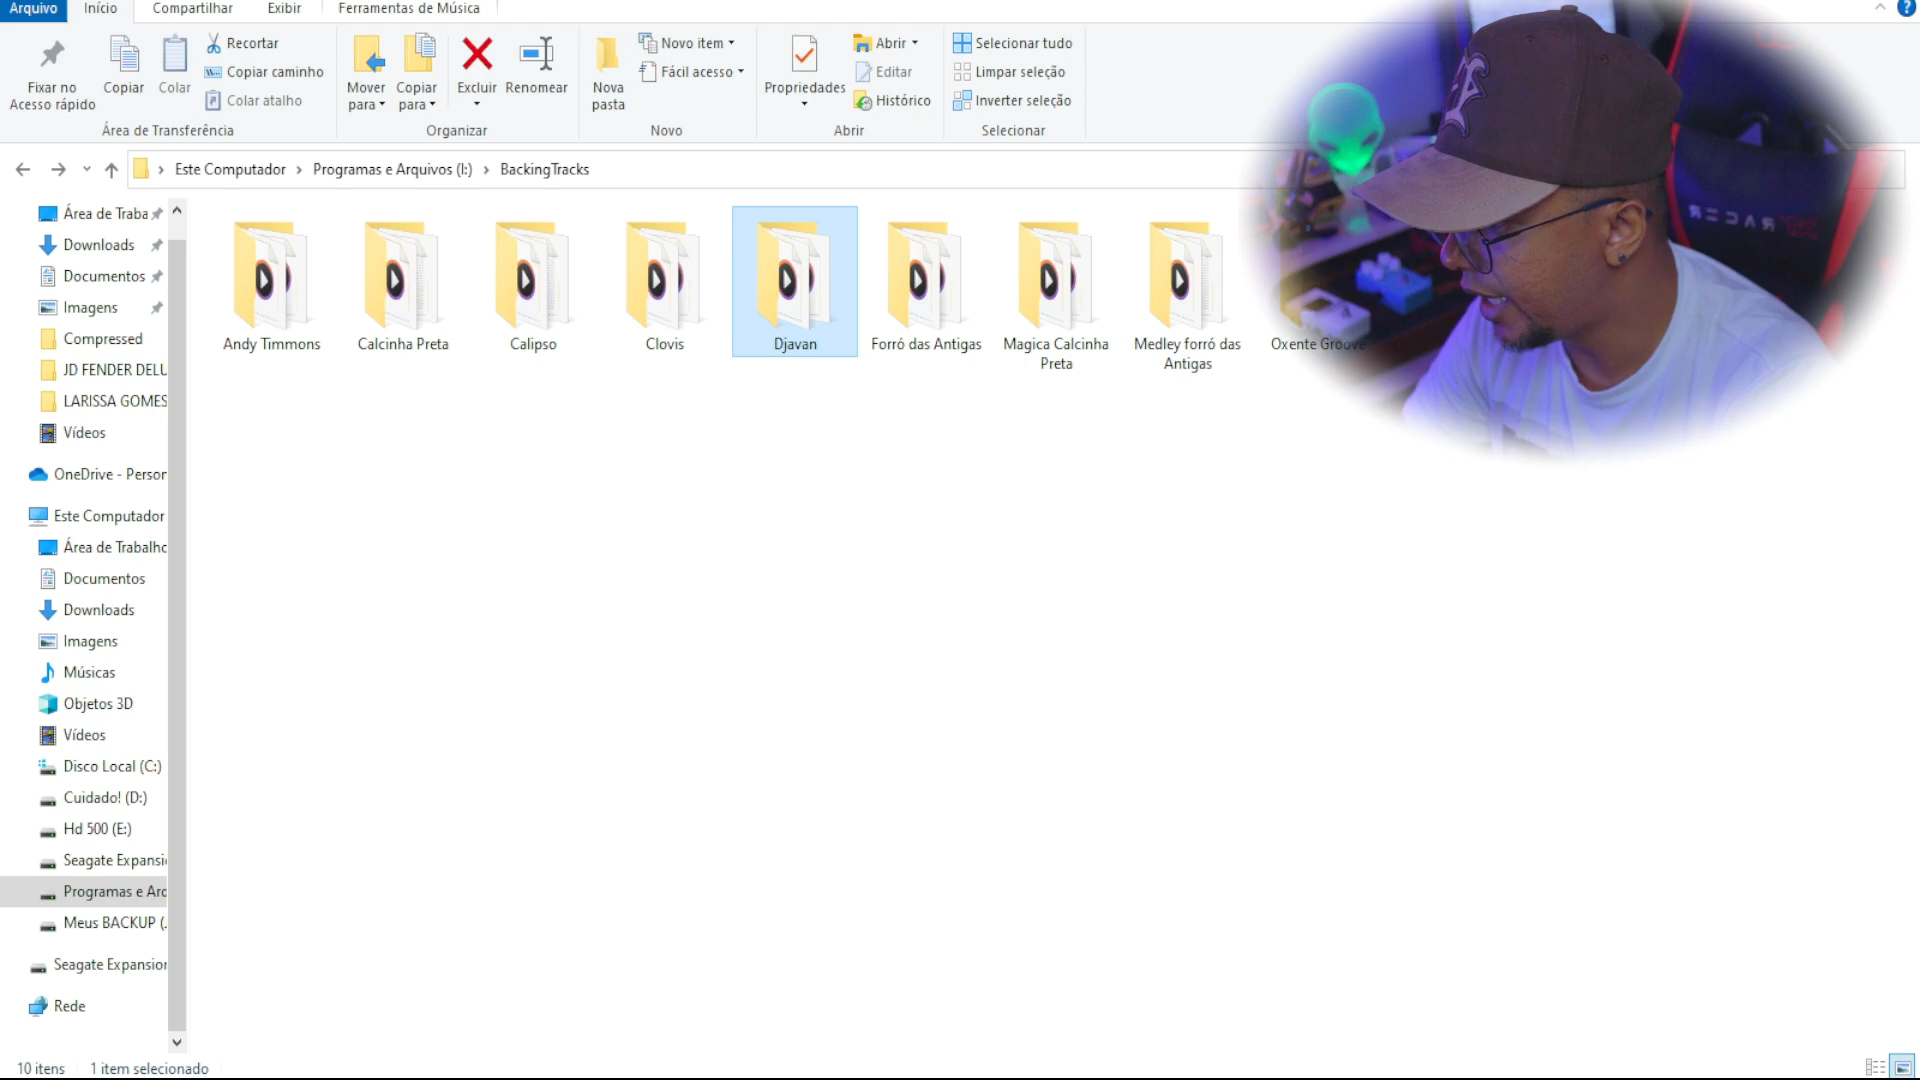 Arquivo Início Compartilhar Exibir Ferramentas de Música
Fixar no
Acesso rápido
Copiar
Colar
Recortar
Copiar caminho
Colar atalho
Área de Transferência
Mover
para
Copiar
para
Excluir
Renomear
Organizar
Nova
pasta
Novo item
Fácil acesso
Novo
Propriedades
Abrir
Editar
Histórico
Abrir
Selecionar tudo
Limpar seleção
Inverter seleção
Selecionar
Este Computador › Programas e Arquivos (I:) › BackingTracks
Área de Traba
Downloads
Documentos
Imagens
Compressed
JD FENDER DELU
LARISSA GOMES
Vídeos
OneDrive - Person
Este Computador
Área de Trabalho
Documentos
Downloads
Imagens
Músicas
Objetos 3D
Vídeos
Disco Local (C:)
Cuidado! (D:)
Hd 500 (E:)
Seagate Expansi
Programas e Arq
Meus BACKUP (
Seagate Expansion
Rede
Andy Timmons
Calcinha Preta
Calipso
Clovis
Djavan
Forró das Antigas
Magica Calcinha
Preta
Medley forró das
Antigas
Oxente Groove
RACER
10 itens 1 item selecionado